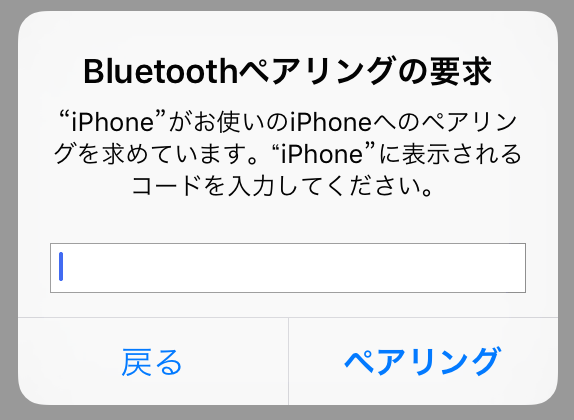 Bluetoothペアリングの要求
“iPhone”がお使いのiPhoneへのペアリン
グを求めています。“iPhone”に表示される
コードを入力してください。
戻る
ペアリング